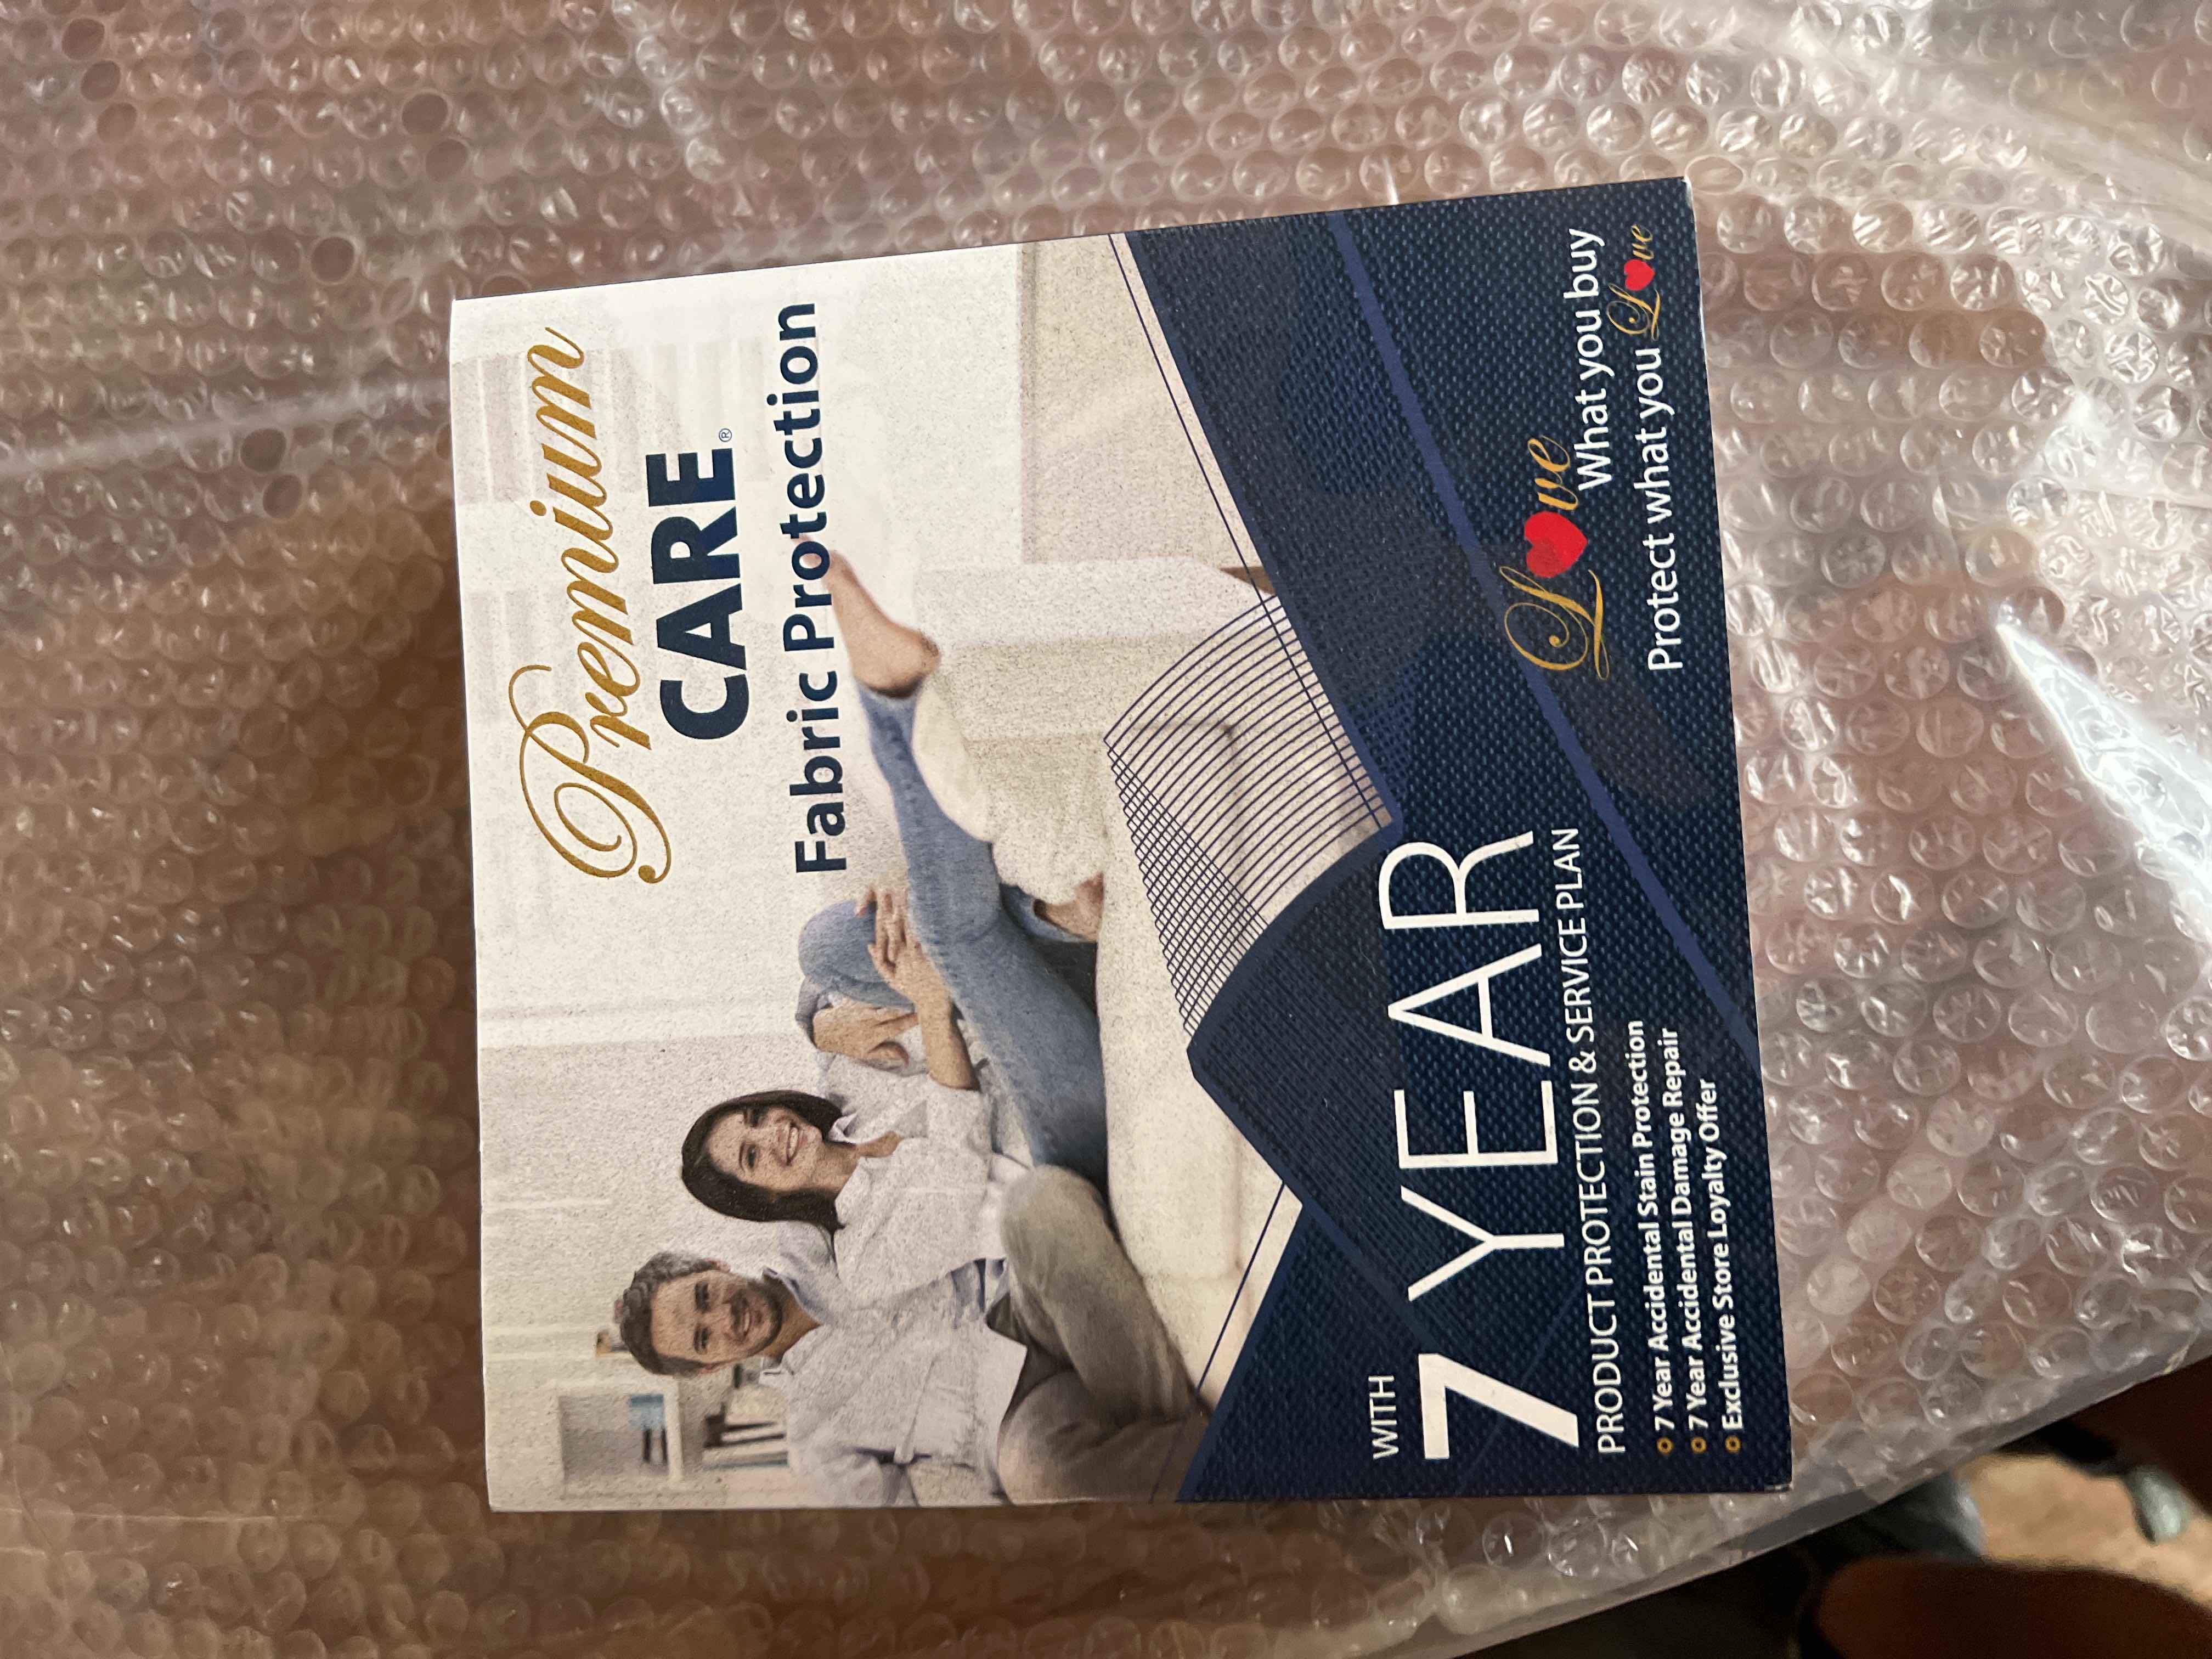 Premium
CARE®
Fabric Protection
WITH
7 YEAR
PRODUCT PROTECTION & SERVICE PLAN
7 Year Accidental Stain Protection
7 Year Accidental Damage Repair
Exclusive Store Loyalty Offer
Love What you buy
Protect what you Love